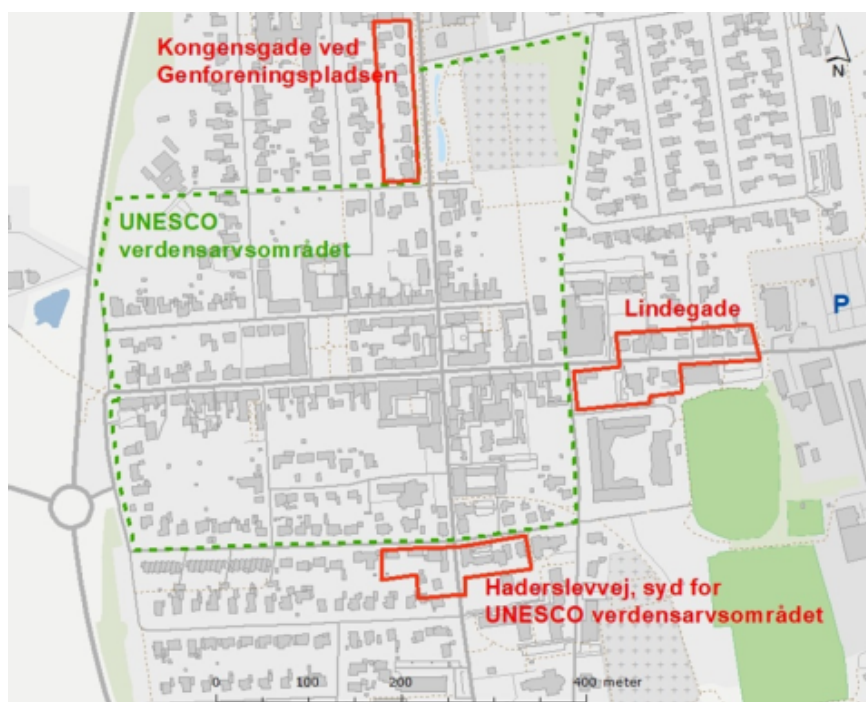 Kongensgade ved
Genforeningspladsen
N
UNESCO
verdensarvsområdet
Lindegade
P
Haderslevvej, syd for
UNESCO verdensarvsområdet
0 100 200 400 meter